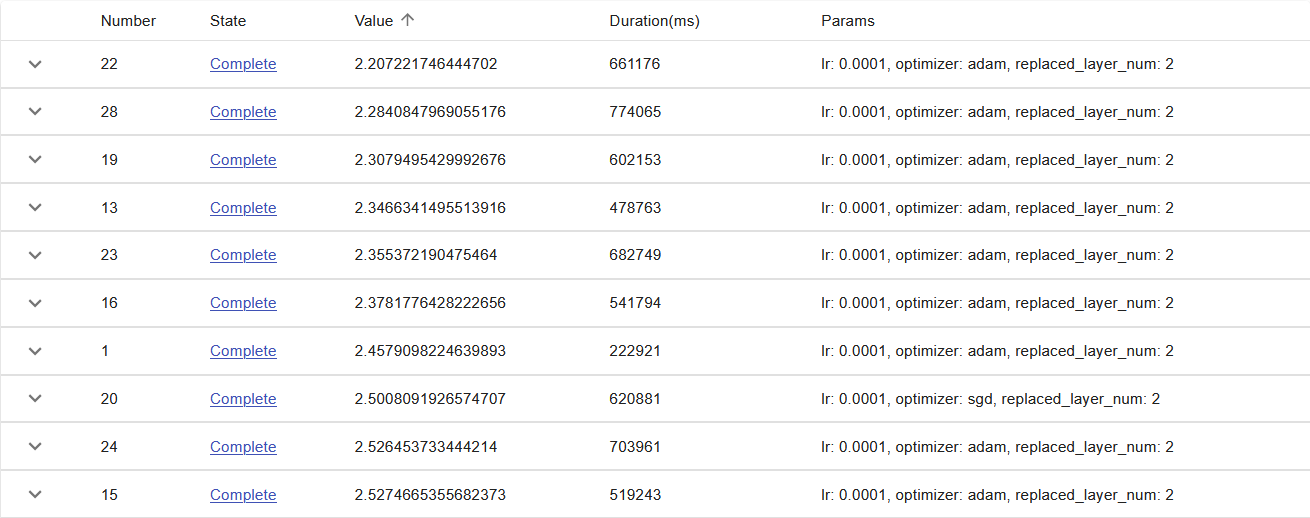 Number State Value Duration(ms) Params
22 Complete 2.207221746444702 661176 lr: 0.0001, optimizer: adam, replaced_layer_num: 2
28 Complete 2.2840847969055176 774065 lr: 0.0001, optimizer: adam, replaced_layer_num: 2
19 Complete 2.3079495429992676 602153 lr: 0.0001, optimizer: adam, replaced_layer_num: 2
13 Complete 2.3466341495513916 478763 lr: 0.0001, optimizer: adam, replaced_layer_num: 2
23 Complete 2.355372190475464 682749 lr: 0.0001, optimizer: adam, replaced_layer_num: 2
16 Complete 2.3781776428222656 541794 lr: 0.0001, optimizer: adam, replaced_layer_num: 2
1 Complete 2.4579098224639893 222921 lr: 0.0001, optimizer: adam, replaced_layer_num: 2
20 Complete 2.5008091926574707 620881 lr: 0.0001, optimizer: sgd, replaced_layer_num: 2
24 Complete 2.526453733444214 703961 lr: 0.0001, optimizer: adam, replaced_layer_num: 2
15 Complete 2.5274665355682373 519243 lr: 0.0001, optimizer: adam, replaced_layer_num: 2